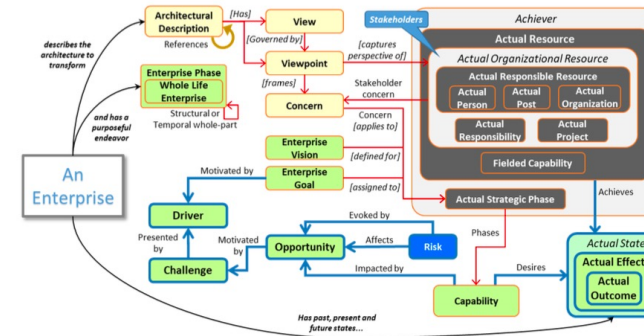 Achiever
Stakeholders
Architectural
Description
[Has]
View
References
[Governed by]
describes the
architecture to
transform
Viewpoint
[captures
perspective of]
[frames]
Stakeholder
concern
Concern
Concern
[applies to]
Actual Resource
Actual Organizational Resource
Actual Responsible Resource
Actual
Person
Actual
Post
Actual
Organization
Actual
Responsibility
Actual
Project
Fielded Capability
Enterprise Phase
Whole Life
Enterprise
Structural or
Temporal whole-part
and has a
purposeful
endeavor
An
Enterprise
Enterprise
Vision
[defined for]
Motivated by
Enterprise
Goal
[assigned to]
Actual Strategic Phase
Achieves
Driver
Evoked by
Phases
Presented
by
Motivated
by
Opportunity
Affects
Risk
Challenge
Impacted by
Capability
Desires
Actual State
Actual Effect
Actual
Outcome
Has past, present and
future states...